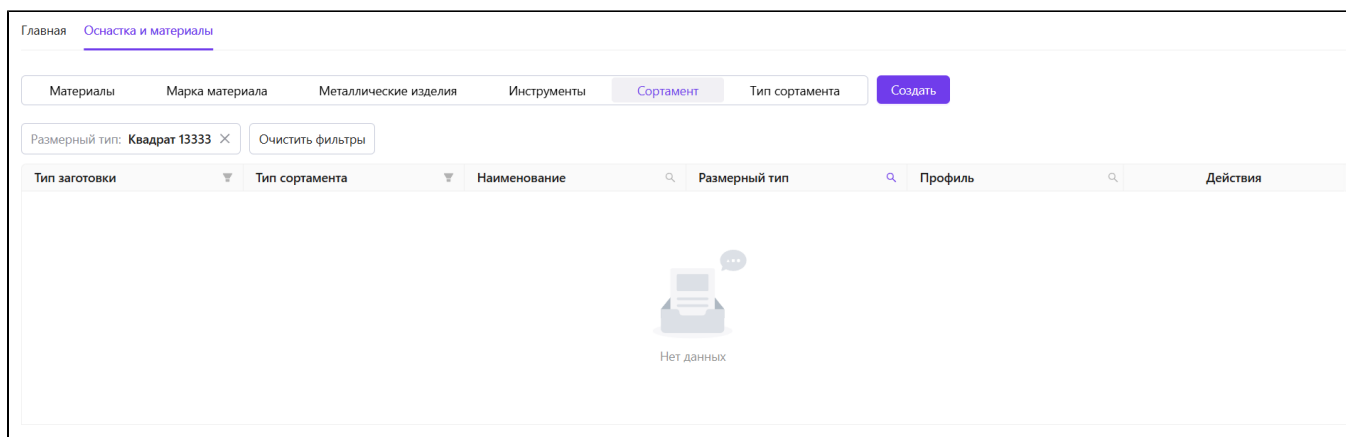 Главная Оснастка и материалы
Материалы Марка материала Металлические изделия Инструменты Сортамент Тип сортамента Создать
Размерный тип: Квадрат 13333 Очистить фильтры
Тип заготовки Тип сортамента Наименование Размерный тип Профиль Действия
Нет данных